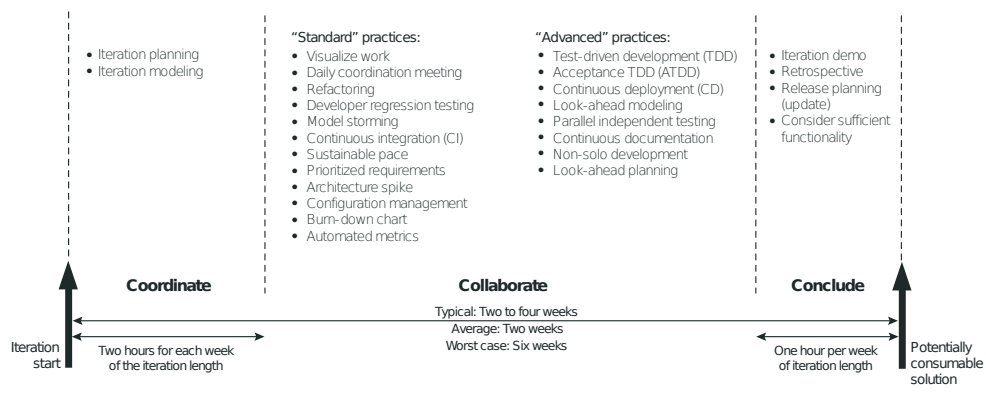 • Iteration planning
• Iteration modeling
“Standard” practices:
• Visualize work
• Daily coordination meeting
• Refactoring
• Developer regression testing
• Model storming
• Continuous integration (CI)
• Sustainable pace
• Prioritized requirements
• Architecture spike
• Configuration management
• Burn-down chart
• Automated metrics
“Advanced” practices:
• Test-driven development (TDD)
• Acceptance TDD (ATDD)
• Continuous deployment (CD)
• Look-ahead modeling
• Parallel independent testing
• Continuous documentation
• Non-solo development
• Look-ahead planning
• Iteration demo
• Retrospective
• Release planning
(update)
• Consider sufficient
functionality
Coordinate
Collaborate
Conclude
Typical: Two to four weeks
Average: Two weeks
Worst case: Six weeks
Iteration
start
Two hours for each week
of the iteration length
One hour per week
of iteration length
Potentially
consumable
solution